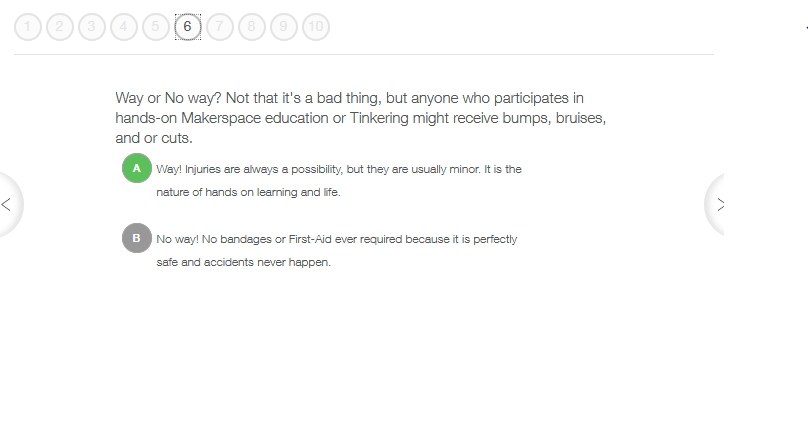 1 2 3 4 5 6 7 8 9 10
Way or No way? Not that it's a bad thing, but anyone who participates in
hands-on Makerspace education or Tinkering might receive bumps, bruises,
and or cuts.
A Way! Injuries are always a possibility, but they are usually minor. It is the
nature of hands on learning and life.
B No way! No bandages or First-Aid ever required because it is perfectly
safe and accidents never happen.